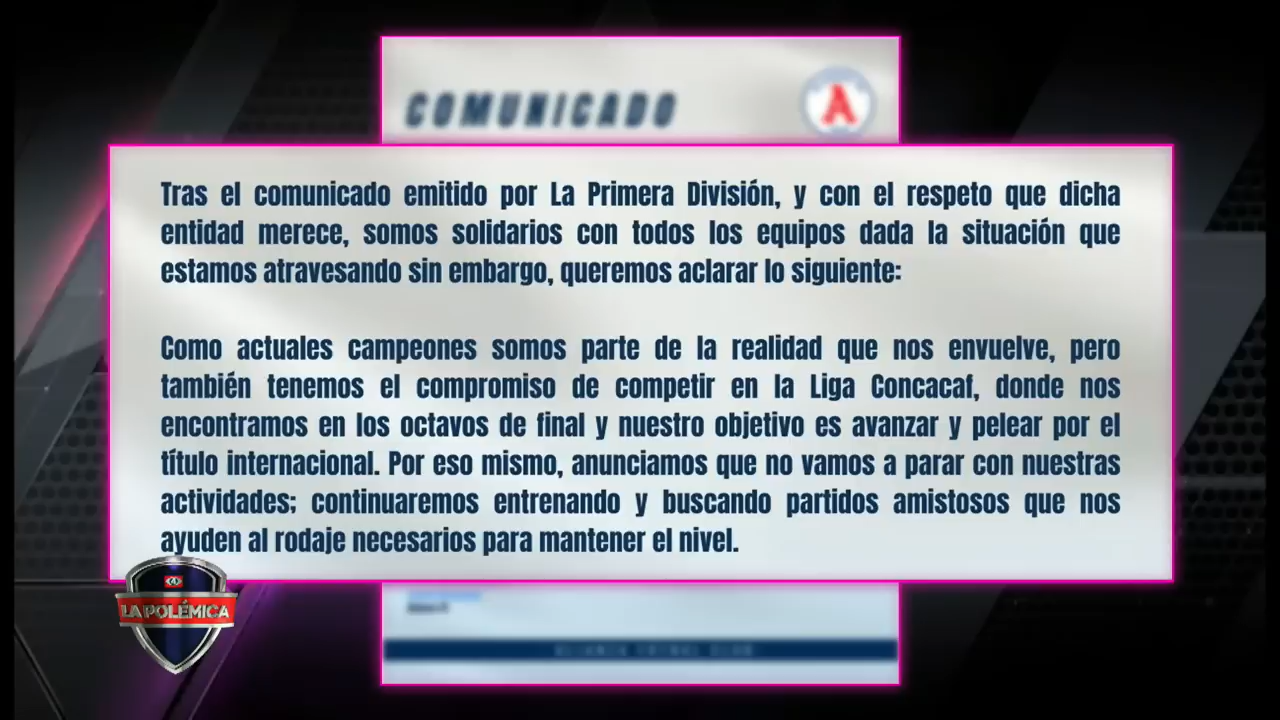 COMUNICADO
A
Tras el comunicado emitido por La Primera División, y con el respeto que dicha
entidad merece, somos solidarios con todos los equipos dada la situación que
estamos atravesando sin embargo, queremos aclarar lo siguiente:
Como actuales campeones somos parte de la realidad que nos envuelve, pero
también tenemos el compromiso de competir en la Liga Concacaf, donde nos
encontramos en los octavos de final y nuestro objetivo es avanzar y pelear por el
título internacional. Por eso mismo, anunciamos que no vamos a parar con nuestras
actividades; continuaremos entrenando y buscando partidos amistosos que nos
ayuden al rodaje necesarios para mantener el nivel.
4
LA POLÉMICA
ALIANZA FÚTBOL CLUB